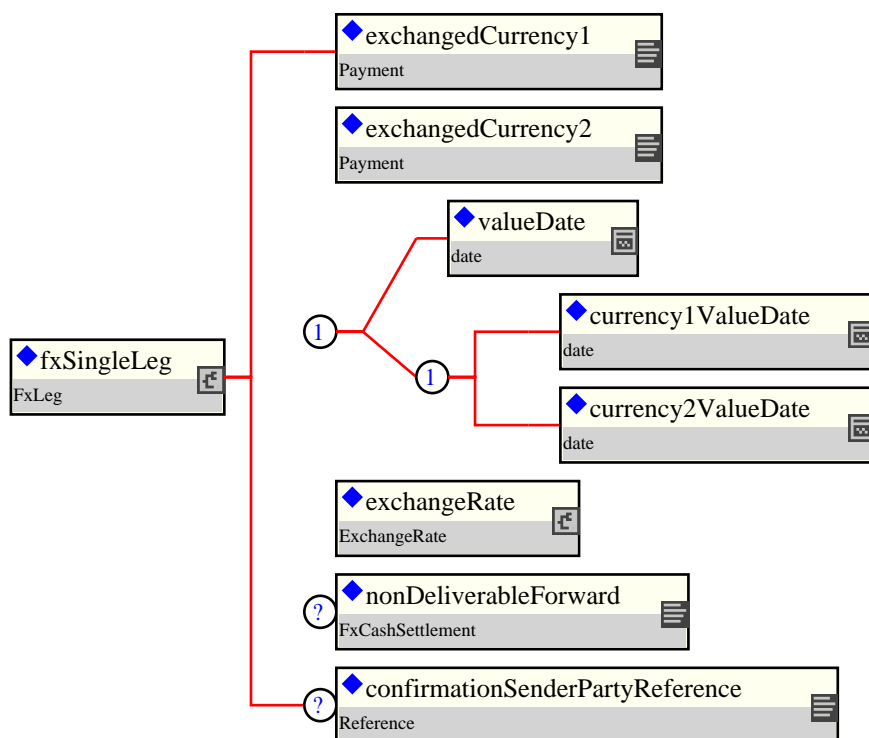 exchangedCurrency1
Payment
exchangedCurrency2
Payment
valueDate
date
1
currency1ValueDate
date
fxSingleLeg
FxLeg
1
currency2ValueDate
date
exchangeRate
ExchangeRate
?
nonDeliverableForward
FxCashSettlement
?
confirmationSenderPartyReference
Reference